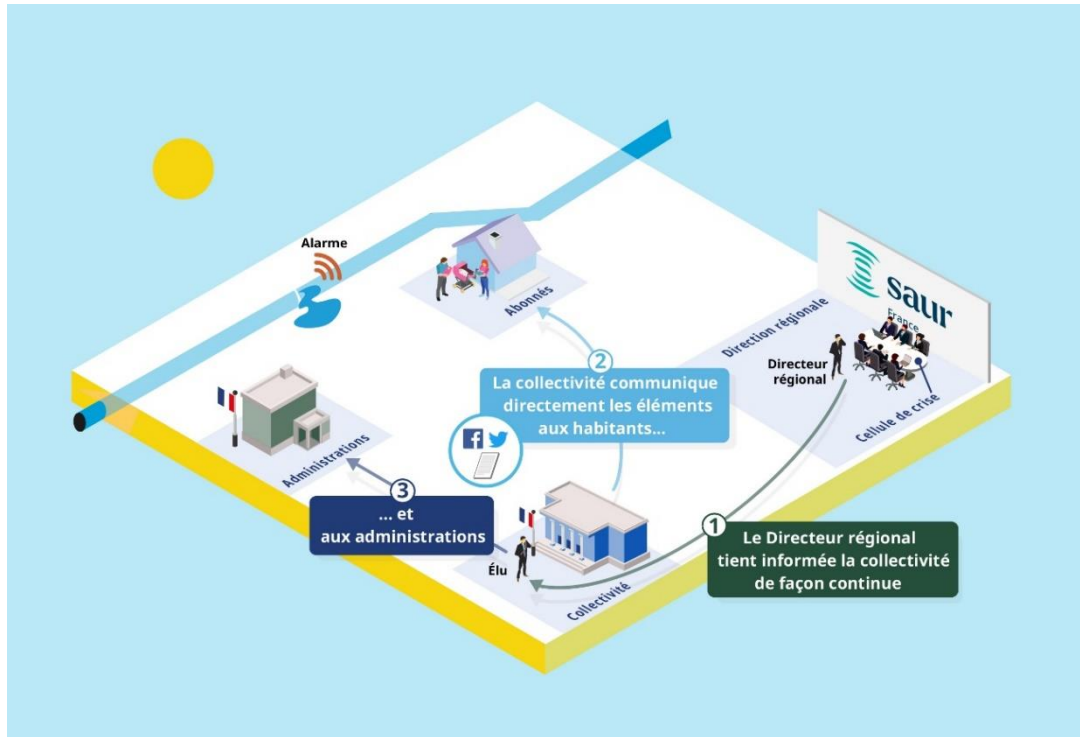 Alarme
Abonnés
saur
France
Direction régionale
Directeur
régional
Cellule de crise
2
La collectivité communique
directement les éléments
aux habitants...
Administrations
3
... et
aux administrations
1
Le Directeur régional
tient informée la collectivité
de façon continue
Élu
Collectivité